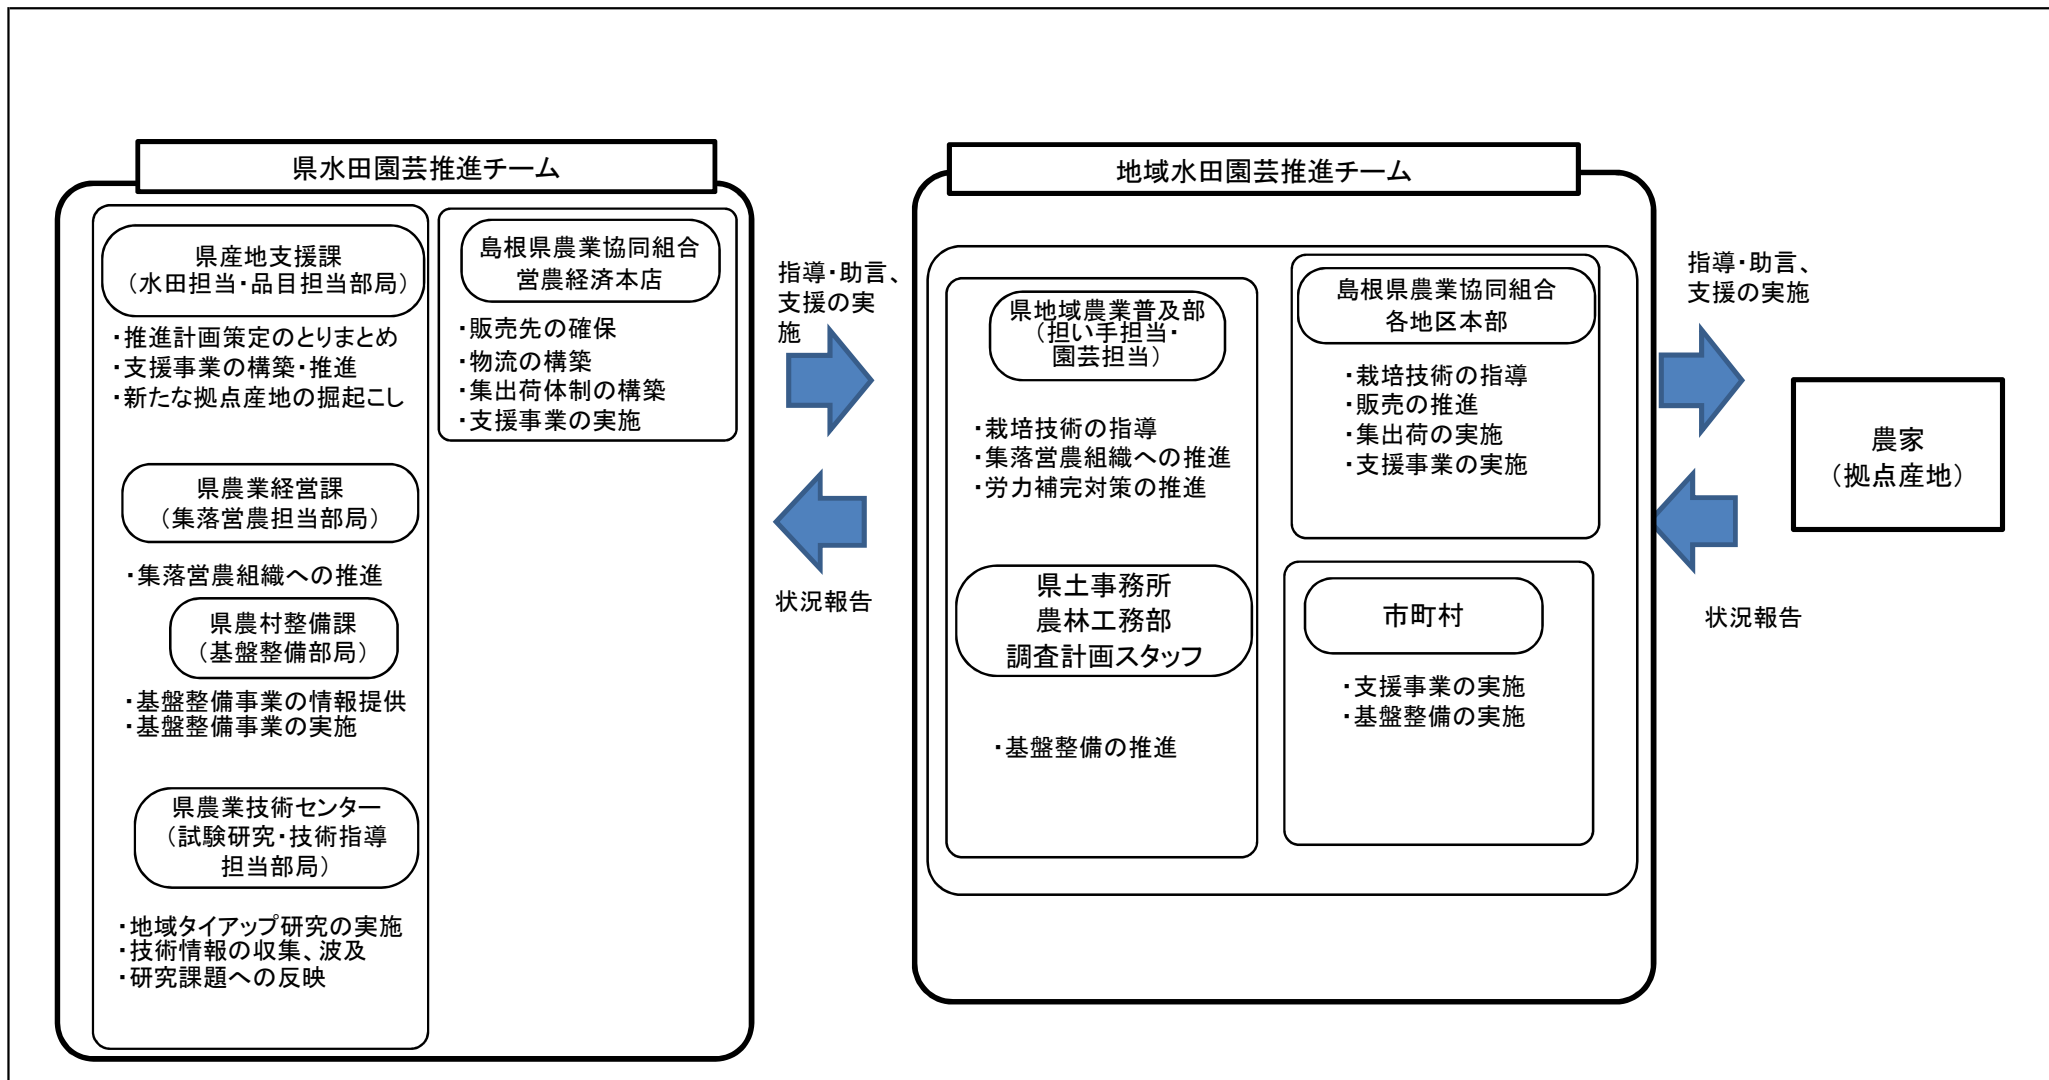 県水田園芸推進チーム
県産地支援課
（水田担当・品目担当部局）
・推進計画策定のとりまとめ
・支援事業の構築・推進
・新たな拠点産地の掘起こし
県農業経営課
（集落営農担当部局）
・集落営農組織への推進
県農村整備課
（基盤整備部局）
・基盤整備事業の情報提供
・基盤整備事業の実施
県農業技術センター
（試験研究・技術指導
担当部局）
・地域タイアップ研究の実施
・技術情報の収集、波及
・研究課題への反映
島根県農業協同組合
営農経済本店
・販売先の確保
・物流の構築
・集出荷体制の構築
・支援事業の実施
指導・助言、
支援の実
施
状況報告
地域水田園芸推進チーム
県地域農業普及部
（担い手担当・
園芸担当）
・栽培技術の指導
・集落営農組織への推進
・労力補完対策の推進
県土事務所
農林工務部
調査計画スタッフ
・基盤整備の推進
島根県農業協同組合
各地区本部
・栽培技術の指導
・販売の推進
・集出荷の実施
・支援事業の実施
市町村
・支援事業の実施
・基盤整備の実施
指導・助言、
支援の実施
状況報告
農家
（拠点産地）